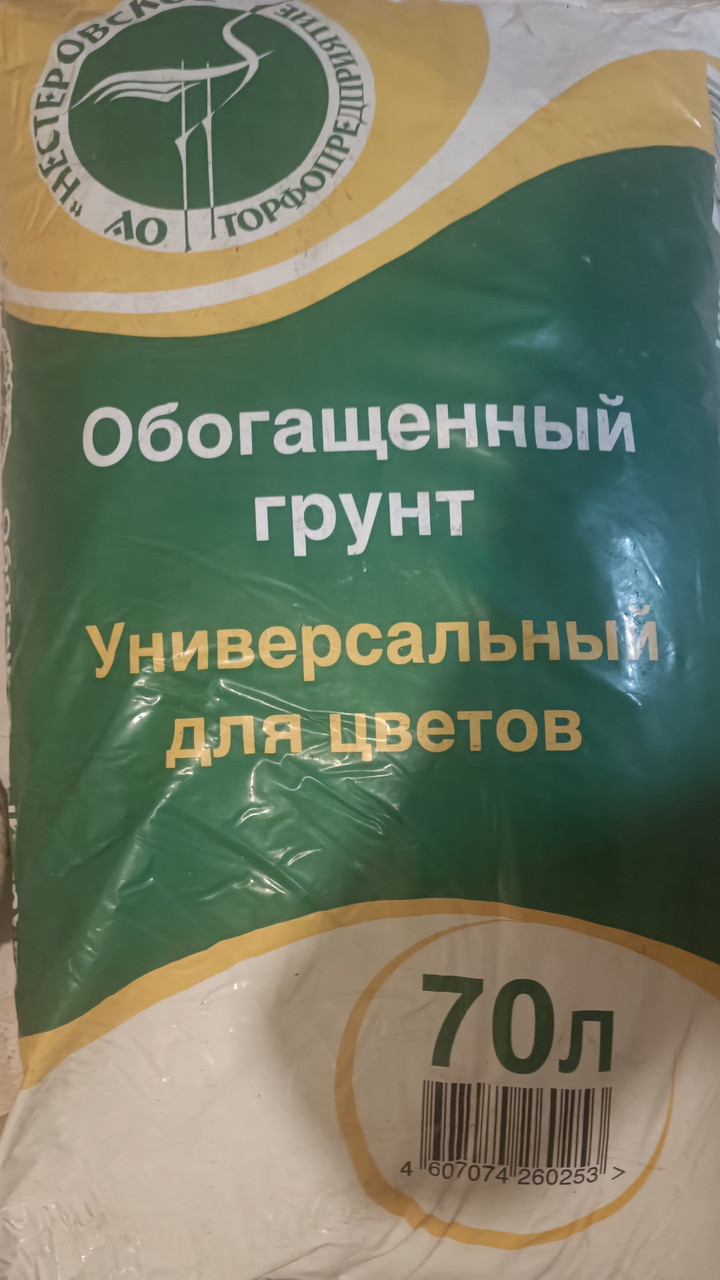 "НЕСТЕРОВСКОЕ
ТОРФОПРЕДПРИЯТИЕ
АО
Обогащенный
грунт
Универсальный
для цветов
70л
4 607074 260253 >